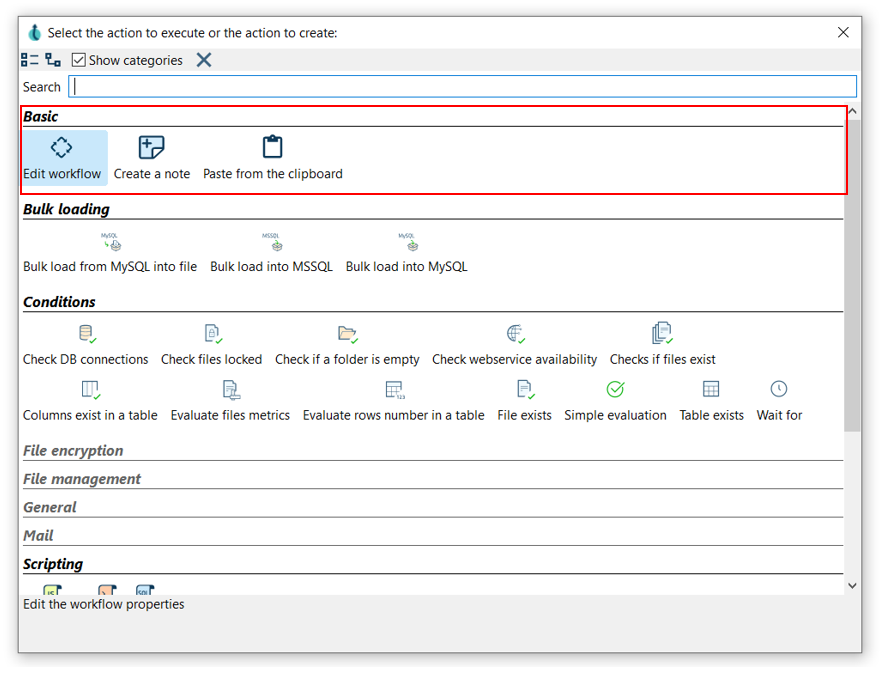 Select the action to execute or the action to create:
Show categories
Search
Basic
Edit workflow Create a note Paste from the clipboard
Bulk loading
MySQL MSSQL MySQL
Bulk load from MySQL into file Bulk load into MSSQL Bulk load into MySQL
Conditions
Check DB connections Check files locked Check if a folder is empty Check webservice availability Checks if files exist
123
Columns exist in a table Evaluate files metrics Evaluate rows number in a table File exists Simple evaluation Table exists Wait for
File encryption
File management
General
Mail
Scripting
JS SQL
Edit the workflow properties